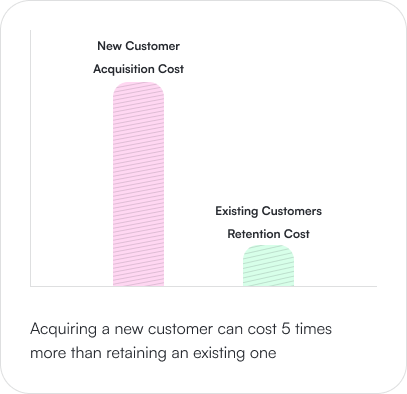 New Customer
Acquisition Cost
Existing Customers
Retention Cost
Acquiring a new customer can cost 5 times
more than retaining an existing one